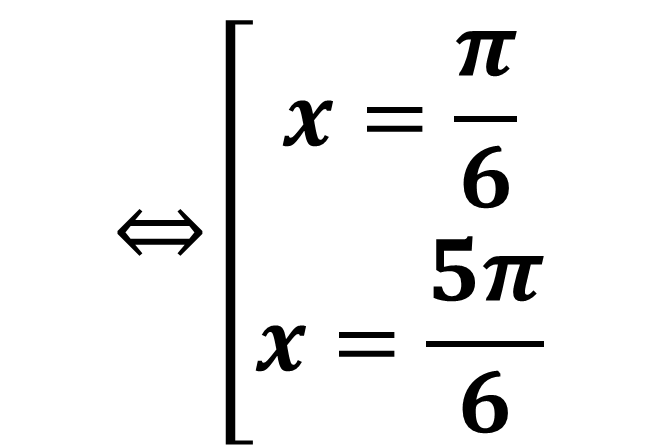 ⇔ [ x = π/6
x = 5π/6